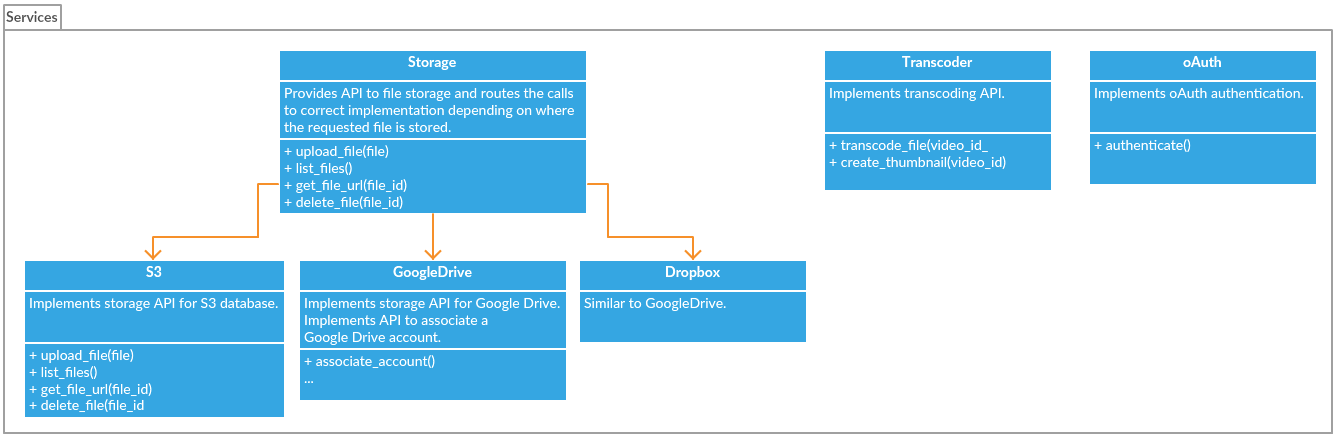 Services
Storage
Provides API to file storage and routes the calls
to correct implementation depending on where
the requested file is stored.
+ upload_file(file)
+ list_files()
+ get_file_url(file_id)
+ delete_file(file_id)
Transcoder
Implements transcoding API.
+ transcode_file(video_id_
+ create_thumbnail(video_id)
oAuth
Implements oAuth authentication.
+ authenticate()
S3
Implements storage API for S3 database.
+ upload_file(file)
+ list_files()
+ get_file_url(file_id)
+ delete_file(file_id
GoogleDrive
Implements storage API for Google Drive.
Implements API to associate a
Google Drive account.
+ associate_account()
...
Dropbox
Similar to GoogleDrive.